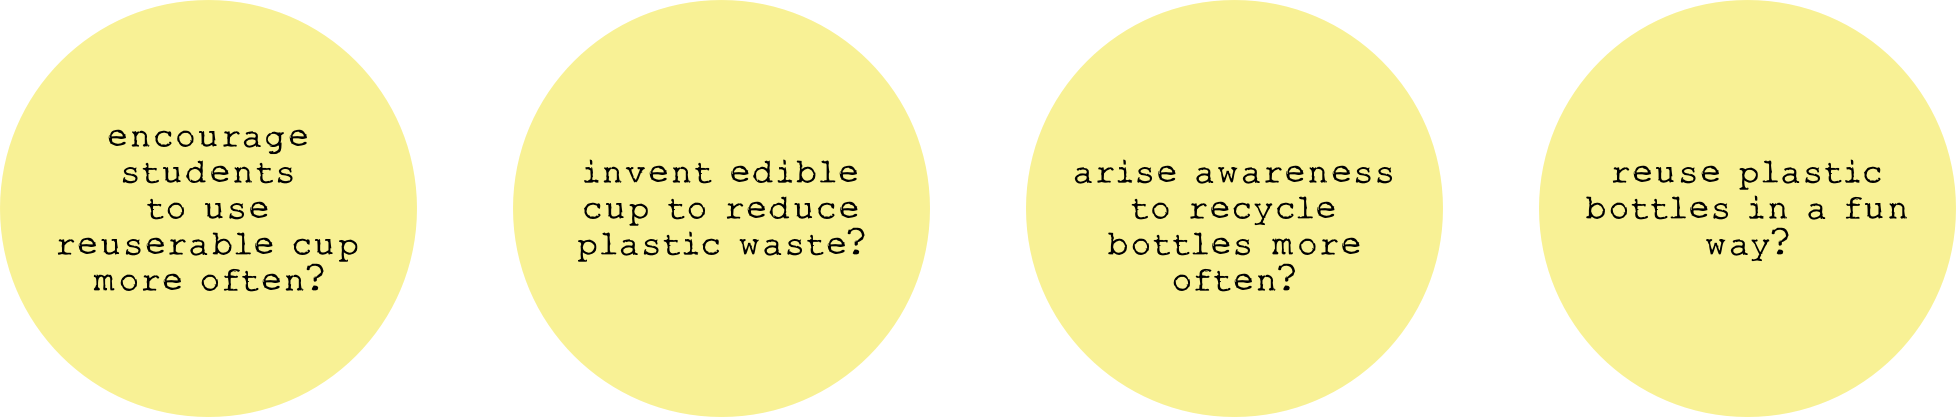 encourage
students
to use
reuserable cup
more often?
invent edible
cup to reduce
plastic waste?
arise awareness
to recycle
bottles more
often?
reuse plastic
bottles in a fun
way?